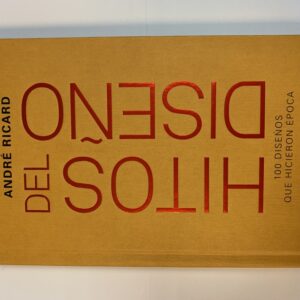 ANDRÉ RICARD
HITOS
DEL
DISEÑO
100 DISEÑOS
QUE HICIERON ÉPOCA